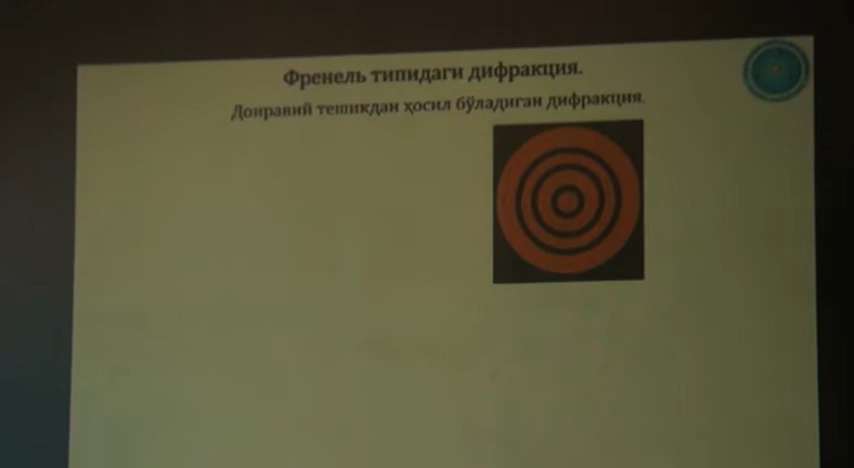 Френель типидаги дифракция.
Доиравий тешикдан ҳосил бўладиган дифракция.